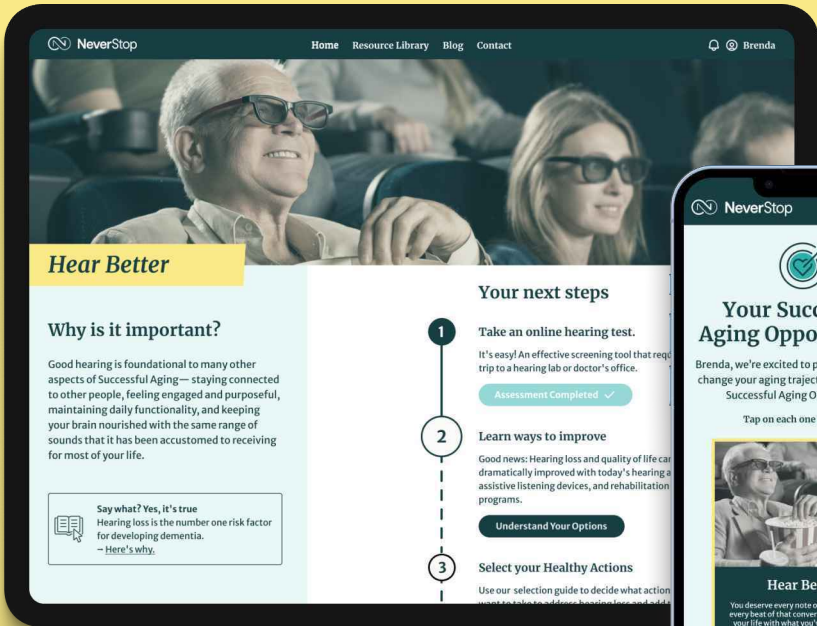 NeverStop
Home Resource Library Blog Contact
Brenda
Hear Better
Why is it important?
Good hearing is foundational to many other
aspects of Successful Aging— staying connected
to other people, feeling engaged and purposeful,
maintaining daily functionality, and keeping
your brain nourished with the same range of
sounds that it has been accustomed to receiving
for most of your life.
Say what? Yes, it's true
Hearing loss is the number one risk factor
for developing dementia.
→ Here's why.
Your next steps
1
Take an online hearing test.
It's easy! An effective screening tool that
trip to a hearing lab or doctor's office.
Assessment Completed ✓
2
Learn ways to improve
Good news: Hearing loss and quality of life
dramatically improved with today's hearing
assistive listening devices, and rehabilitation
programs.
Understand Your Options
3
Select your Healthy Actions
Use our selection guide to decide what action
want to take to address hearing loss and
NeverStop
Your
Aging
Brenda, we're excited to
change your aging
Successful Aging
Tap on each one
Hear
You deserve every note
every beat of that
your life with what